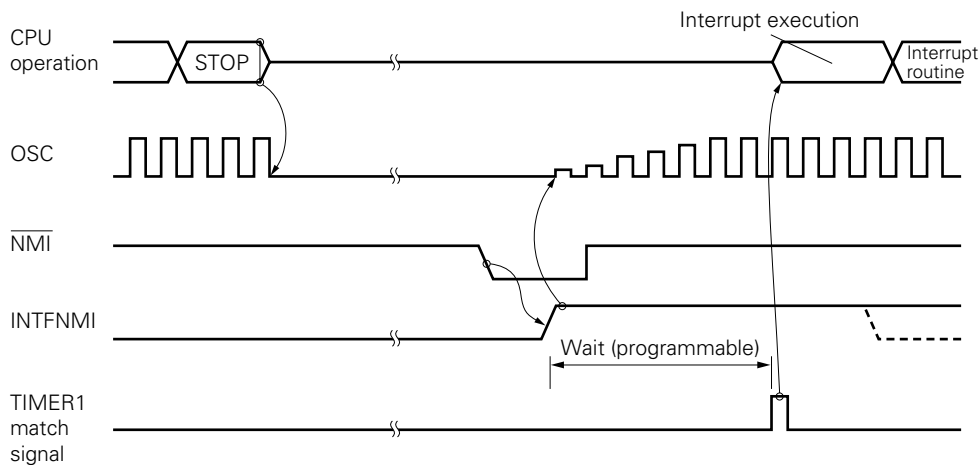 Interrupt execution
CPU
operation
STOP
Interrupt
routine
OSC
NMI
INTFNMI
Wait (programmable)
TIMER1
match
signal